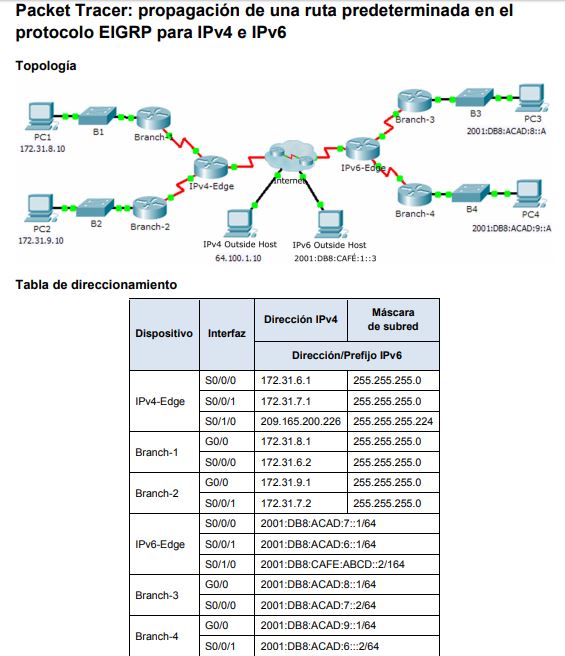 Packet Tracer: propagación de una ruta predeterminada en el
protocolo EIGRP para IPv4 e IPv6
Topología
PC1
172.31.8.10
B1
Branch-1
IPv4-Edge
PC2
172.31.9.10
B2
Branch-2
Internet
IPv4 Outside Host
64.100.1.10
IPv6 Outside Host
2001:DB8:CAFÉ:1::3
IPv6-Edge
Branch-3
B3
PC3
2001:DB8:ACAD:8::A
Branch-4
B4
PC4
2001:DB8:ACAD:9::A
Tabla de direccionamiento
Dispositivo Interfaz Dirección IPv4 Máscara de subred
Dirección/Prefijo IPv6
IPv4-Edge S0/0/0 172.31.6.1 255.255.255.0
S0/0/1 172.31.7.1 255.255.255.0
S0/1/0 209.165.200.226 255.255.255.224
Branch-1 G0/0 172.31.8.1 255.255.255.0
S0/0/0 172.31.6.2 255.255.255.0
Branch-2 G0/0 172.31.9.1 255.255.255.0
S0/0/1 172.31.7.2 255.255.255.0
IPv6-Edge S0/0/0 2001:DB8:ACAD:7::1/64
S0/0/1 2001:DB8:ACAD:6::1/64
S0/1/0 2001:DB8:CAFE:ABCD::2/164
Branch-3 G0/0 2001:DB8:ACAD:8::1/64
S0/0/0 2001:DB8:ACAD:7::2/64
Branch-4 G0/0 2001:DB8:ACAD:9::1/64
S0/0/1 2001:DB8:ACAD:6:::2/64